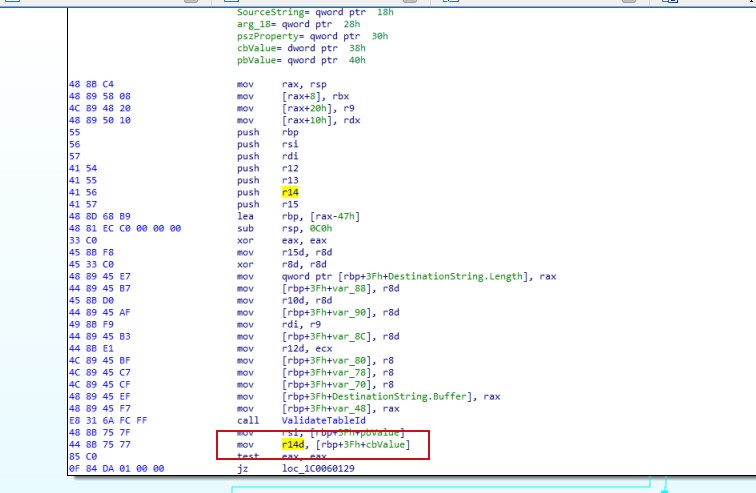 SourceString= qword ptr  18h
arg_18= qword ptr  28h
pszProperty= qword ptr  30h
cbValue= dword ptr  38h
pbValue= qword ptr  40h
48 8B C4 mov rax, rsp
48 89 58 08 mov [rax+8], rbx
4C 89 48 20 mov [rax+20h], r9
48 89 50 10 mov [rax+10h], rdx
55 push rbp
56 push rsi
57 push rdi
41 54 push r12
41 55 push r13
41 56 push r14
41 57 push r15
48 8D 68 B9 lea rbp, [rax-47h]
48 81 EC C0 00 00 00 sub rsp, 0C0h
33 C0 xor eax, eax
45 8B F8 mov r15d, r8d
45 33 C0 xor r8d, r8d
48 89 45 E7 mov qword ptr [rbp+3Fh+DestinationString.Length], rax
44 89 45 B7 mov [rbp+3Fh+var_88], r8d
45 8B D0 mov r10d, r8d
44 89 45 AF mov [rbp+3Fh+var_90], r8d
49 8B F9 mov rdi, r9
44 89 45 B3 mov [rbp+3Fh+var_8C], r8d
44 8B E1 mov r12d, ecx
4C 89 45 BF mov [rbp+3Fh+var_80], r8
4C 89 45 C7 mov [rbp+3Fh+var_78], r8
4C 89 45 CF mov [rbp+3Fh+var_70], r8
48 89 45 EF mov [rbp+3Fh+DestinationString.Buffer], rax
48 89 45 F7 mov [rbp+3Fh+var_48], rax
E8 31 6A FC FF call ValidateTableId
48 8B 75 7F mov rsi, [rbp+3Fh+pbValue]
44 8B 75 77 mov r14d, [rbp+3Fh+cbValue]
85 C0 test eax, eax
0F 84 DA 01 00 00 jz loc_1C0060129